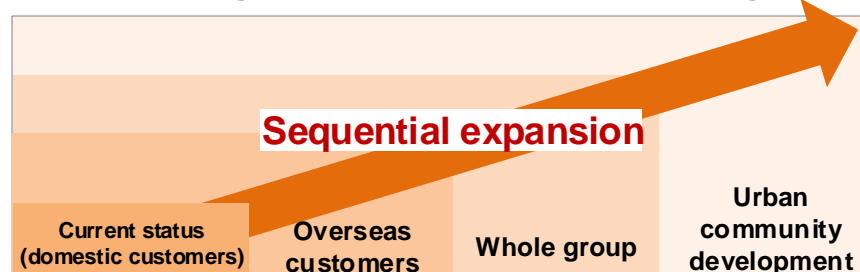 Sequential expansion
Current status
(domestic customers)
Overseas
customers
Whole group
Urban
community
development